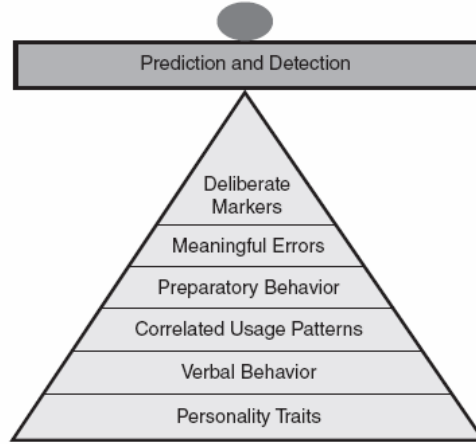 Prediction and Detection
Deliberate
Markers
Meaningful Errors
Preparatory Behavior
Correlated Usage Patterns
Verbal Behavior
Personality Traits